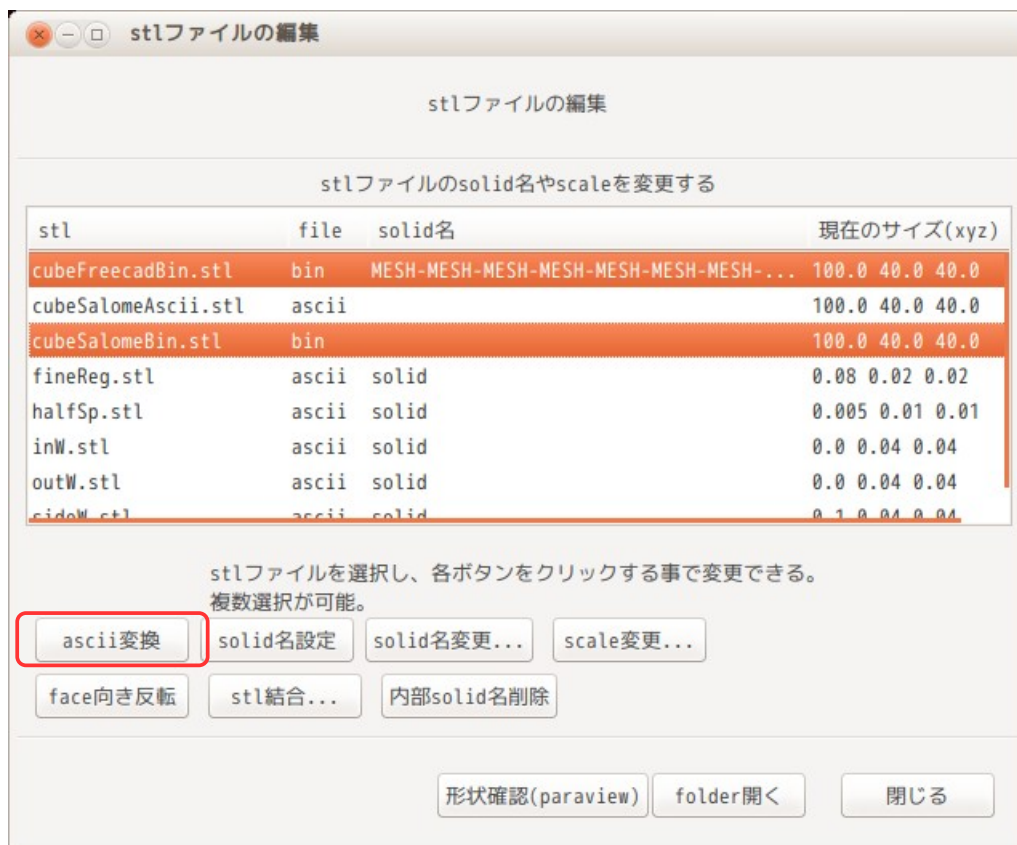 stlファイルの編集
stlファイルの編集
stlファイルのsolid名やscaleを変更する
stl file solid名 現在のサイズ(xyz)
cubeFreecadBin.stl bin MESH-MESH-MESH-MESH-MESH-MESH-MESH-... 100.0 40.0 40.0
cubeSalomeAscii.stl ascii 100.0 40.0 40.0
cubeSalomeBin.stl bin 100.0 40.0 40.0
fineReg.stl ascii solid 0.08 0.02 0.02
halfSp.stl ascii solid 0.005 0.01 0.01
inW.stl ascii solid 0.0 0.04 0.04
outW.stl ascii solid 0.0 0.04 0.04
sideW.stl ascii solid 0.1 0.04 0.04
stlファイルを選択し、各ボタンをクリックする事で変更できる。
複数選択が可能。
ascii変換 solid名設定 solid名変更... scale変更...
face向き反転 stl結合... 内部solid名削除
形状確認(paraview) folder開く 閉じる